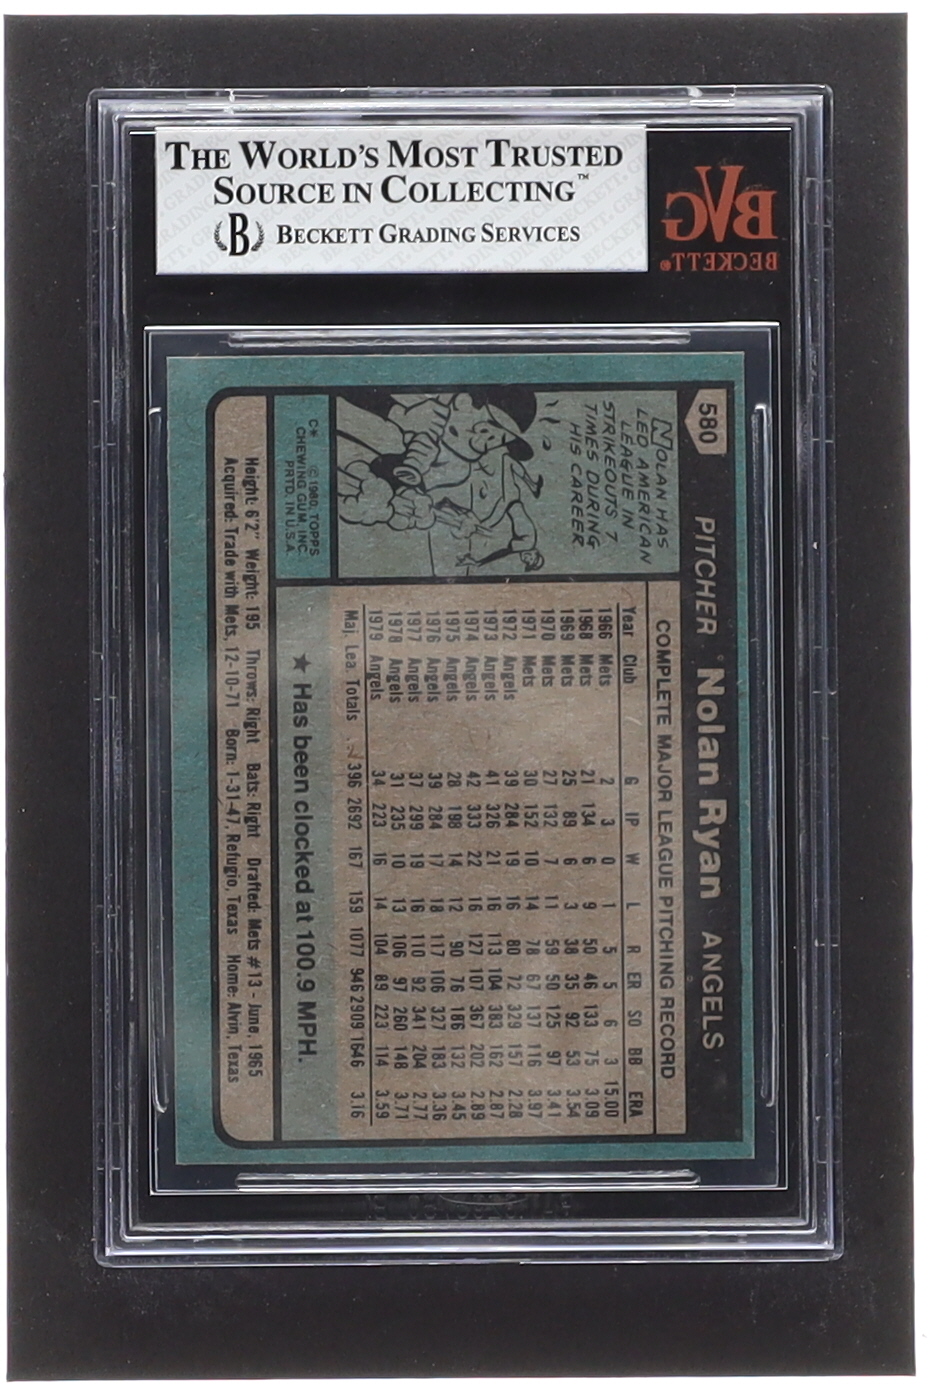 THE WORLD'S MOST TRUSTED
SOURCE IN COLLECTING™
B BECKETT GRADING SERVICES
BVG
BECKETT®
580 PITCHER Nolan Ryan ANGELS
NOLAN HAS
LED AMERICAN
LEAGUE IN
STRIKEOUTS 7
TIMES DURING
HIS CAREER
C* ©1980, TOPPS
CHEWING GUM, INC.
PRTD. IN U.S.A.
COMPLETE MAJOR LEAGUE PITCHING RECORD
Year Club G IP W L R ER SO BB ERA
1966 Mets 2 3 0 1 5 5 6 3 15.00
1968 Mets 21 134 6 9 50 46 133 75 3.09
1969 Mets 25 89 6 3 38 35 92 53 3.54
1970 Mets 27 132 7 11 59 50 125 97 3.41
1971 Mets 30 152 10 14 78 67 137 116 3.97
1972 Angels 39 284 19 16 80 72 329 157 2.28
1973 Angels 41 326 21 16 113 104 383 162 2.87
1974 Angels 42 333 22 16 127 107 367 202 2.89
1975 Angels 28 198 14 12 90 76 186 132 3.45
1976 Angels 39 284 17 18 117 106 327 183 3.36
1977 Angels 37 299 19 16 110 92 341 204 2.77
1978 Angels 31 235 10 13 106 97 260 148 3.71
1979 Angels 34 223 16 14 104 89 223 114 3.59
Maj. Lea. Totals 396 2692 167 159 1077 946 2909 1646 3.16
★ Has been clocked at 100.9 MPH.
Height: 6'2" Weight: 195 Throws: Right Bats: Right Drafted: Mets #13 - June, 1965
Acquired: Trade with Mets, 12-10-71 Born: 1-31-47, Refugio, Texas Home: Alvin, Texas